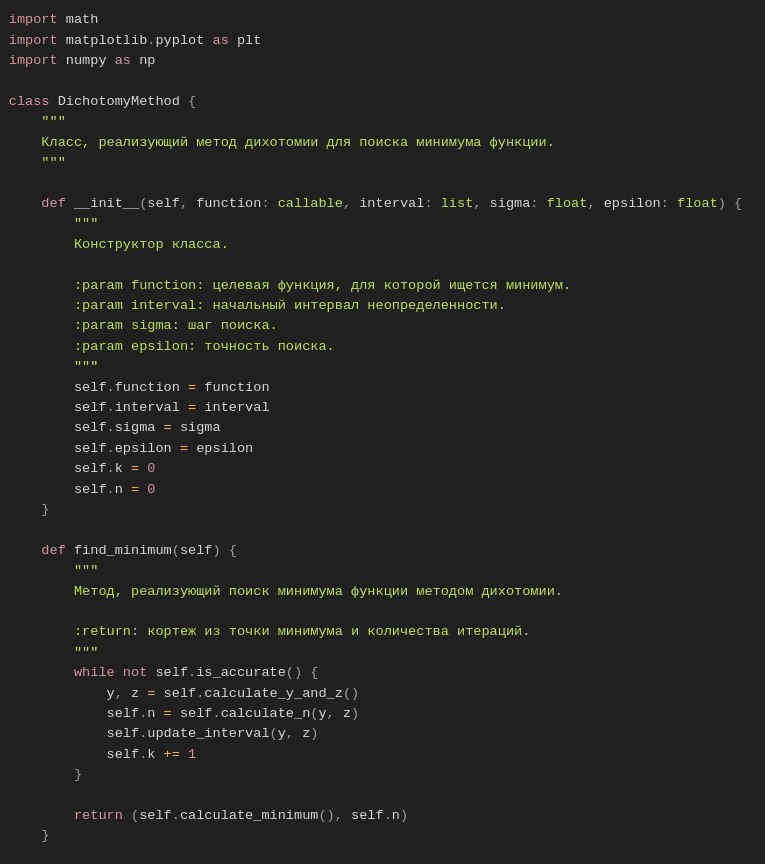 import math
import matplotlib.pyplot as plt
import numpy as np

class DichotomyMethod {
    """
    Класс, реализующий метод дихотомии для поиска минимума функции.
    """

    def __init__(self, function: callable, interval: list, sigma: float, epsilon: float) {
        """
        Конструктор класса.

        :param function: целевая функция, для которой ищется минимум.
        :param interval: начальный интервал неопределенности.
        :param sigma: шаг поиска.
        :param epsilon: точность поиска.
        """
        self.function = function
        self.interval = interval
        self.sigma = sigma
        self.epsilon = epsilon
        self.k = 0
        self.n = 0
    }

    def find_minimum(self) {
        """
        Метод, реализующий поиск минимума функции методом дихотомии.

        :return: кортеж из точки минимума и количества итераций.
        """
        while not self.is_accurate() {
            y, z = self.calculate_y_and_z()
            self.n = self.calculate_n(y, z)
            self.update_interval(y, z)
            self.k += 1
        }

        return (self.calculate_minimum(), self.n)
    }